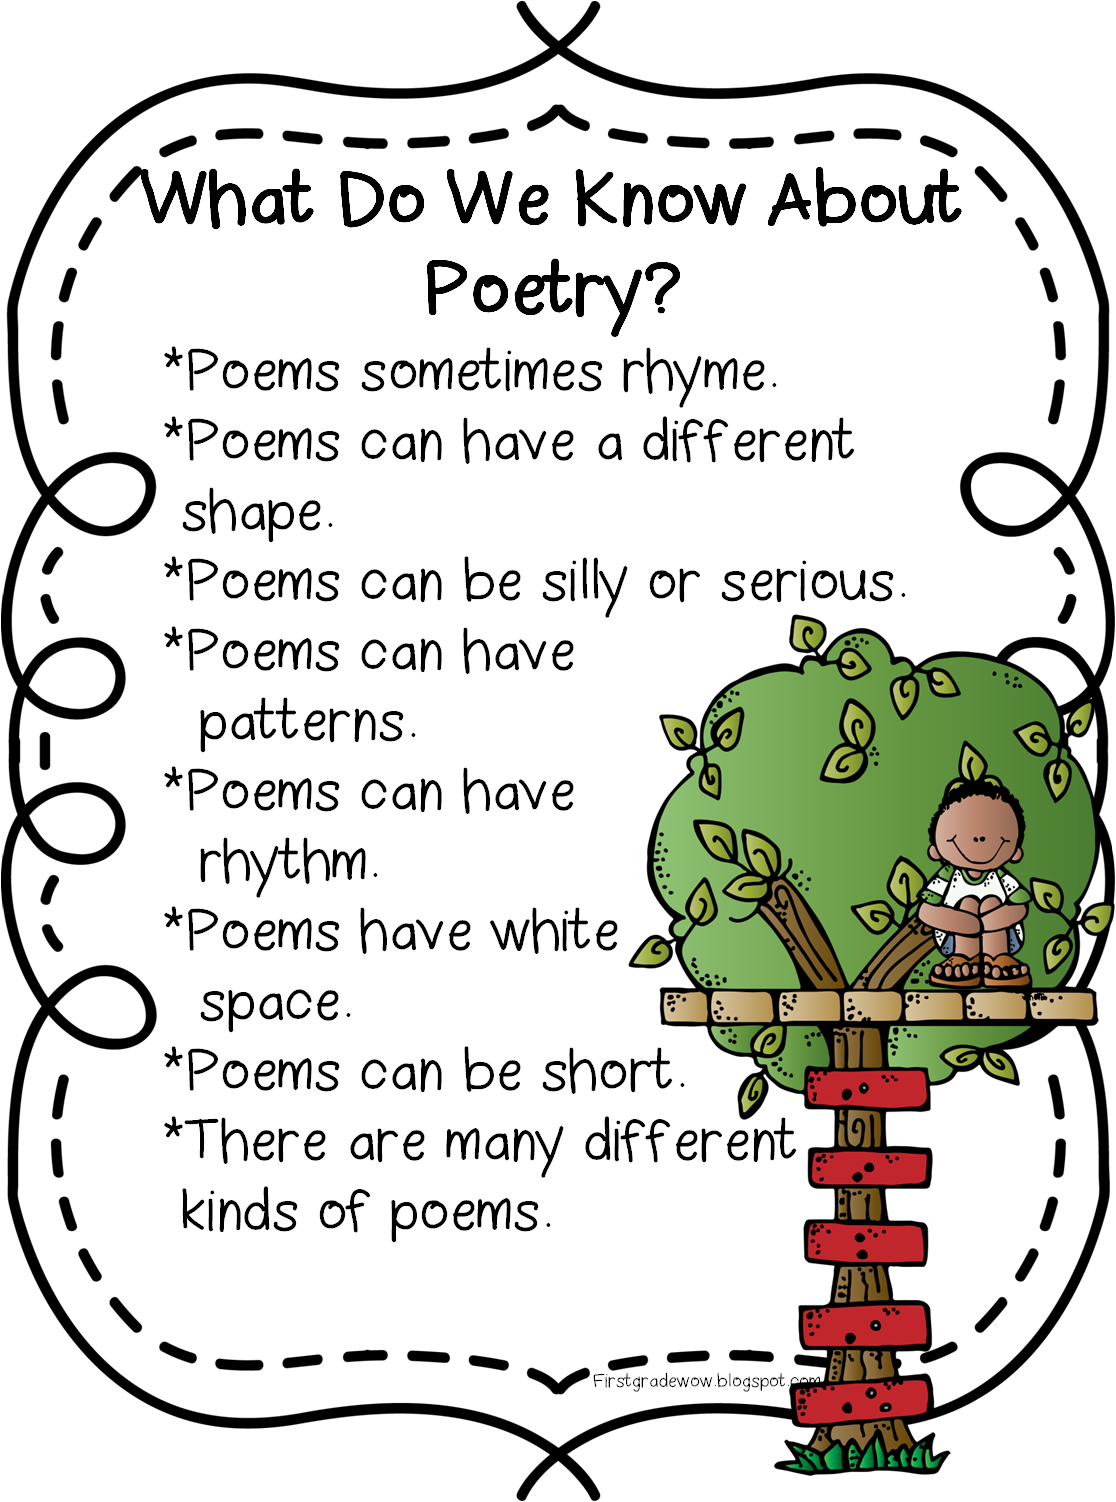 What Do We Know About
Poetry?
*Poems sometimes rhyme.
*Poems can have a different
shape.
*Poems can be silly or serious.
*Poems can have
patterns.
*Poems can have
rhythm.
*Poems have white
space.
*Poems can be short.
*There are many different
kinds of poems.
Firstgradewow.blogspot.com